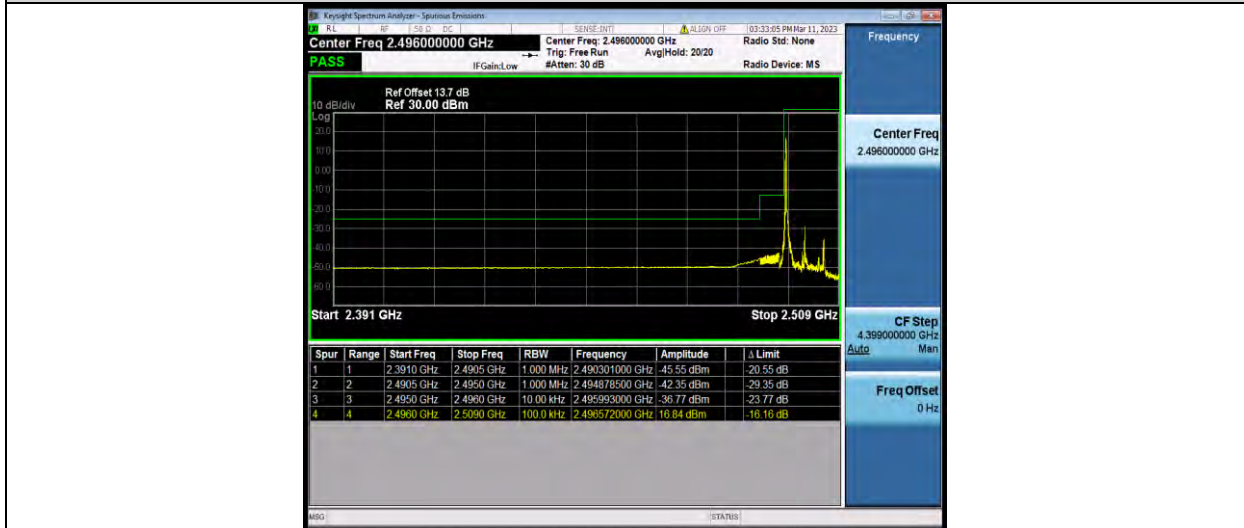 Keysight Spectrum Analyzer - Spurious Emissions
RL RF 50 Ω DC SENSE:INT ALIGN OFF 03:33:05 PM Mar 11, 2023
Center Freq 2.496000000 GHz
Center Freq: 2.496000000 GHz
Radio Std: None
Trig: Free Run Avg|Hold: 20/20
PASS
IFGain:Low
#Atten: 30 dB
Radio Device: MS
Frequency
Ref Offset 13.7 dB
10 dB/div Ref 30.00 dBm
Log
20.0
10.0
0.00
-10.0
-20.0
-30.0
-40.0
-50.0
-60.0
Start 2.391 GHz
Stop 2.509 GHz
Center Freq
2.496000000 GHz
CF Step
4.399000000 GHz
Auto Man
Freq Offset
0 Hz
Spur Range Start Freq Stop Freq RBW Frequency Amplitude Δ Limit
1 1 2.3910 GHz 2.4905 GHz 1.000 MHz 2.490301000 GHz -45.55 dBm -20.55 dB
2 2 2.4905 GHz 2.4950 GHz 1.000 MHz 2.494878500 GHz -42.35 dBm -29.35 dB
3 3 2.4950 GHz 2.4960 GHz 10.00 kHz 2.495993000 GHz -36.77 dBm -23.77 dB
4 4 2.4960 GHz 2.5090 GHz 100.0 kHz 2.496572000 GHz 16.84 dBm -16.16 dB
MSG
STATUS